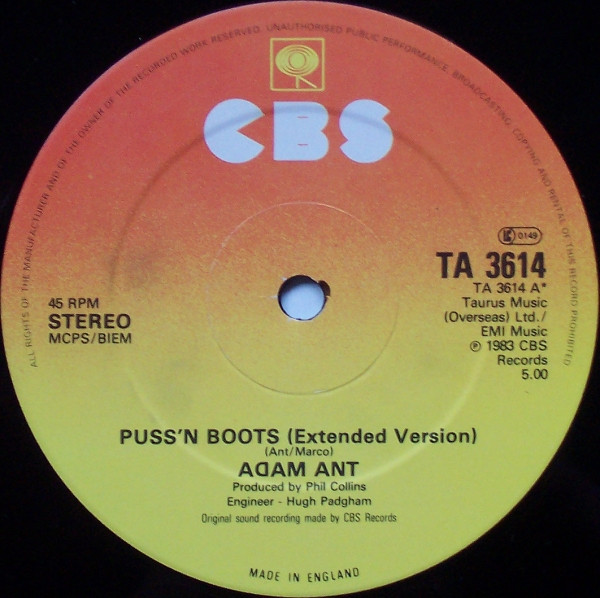 ALL RIGHTS OF THE MANUFACTURER AND OF THE OWNER OF THE RECORDED WORK RESERVED. UNAUTHORISED PUBLIC PERFORMANCE, BROADCASTING, COPYING AND RENTAL OF THIS RECORD PROHIBITED
CBS
K 0149
TA 3614
TA 3614 A*
45 RPM
STEREO
MCPS/BIEM
Taurus Music
(Overseas) Ltd./
EMI Music
℗ 1983 CBS
Records
5.00
PUSS'N BOOTS (Extended Version)
(Ant/Marco)
ADAM ANT
Produced by Phil Collins
Engineer - Hugh Padgham
Original sound recording made by CBS Records
MADE IN ENGLAND